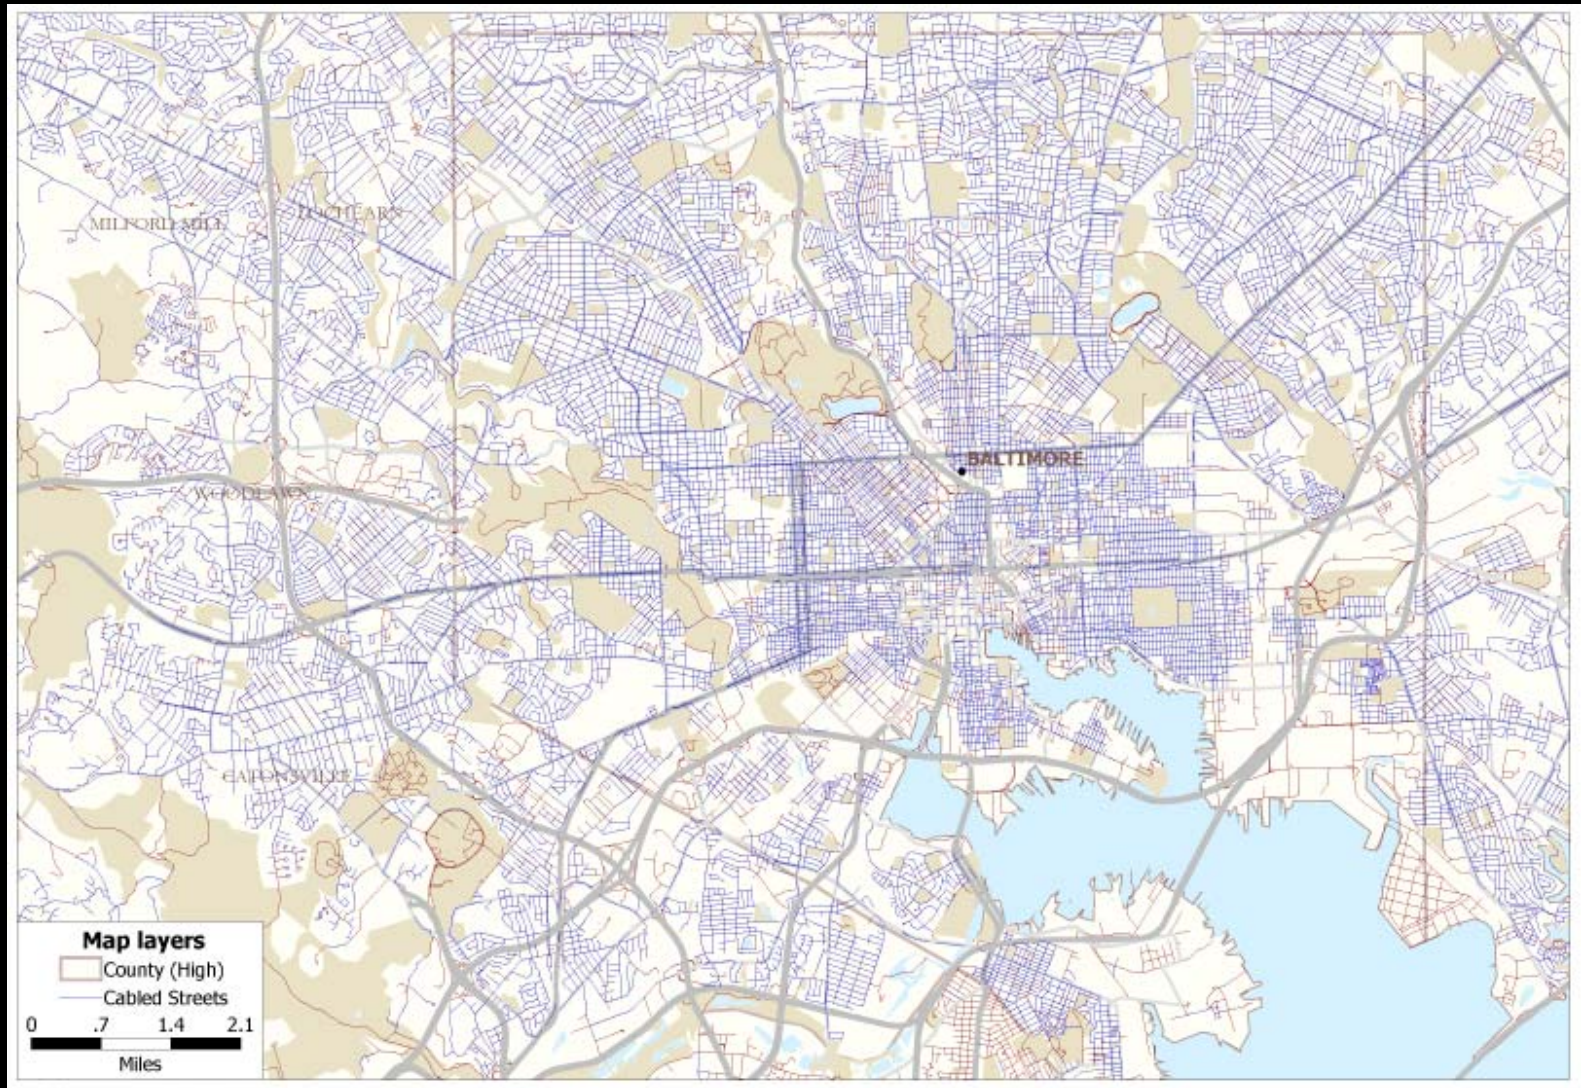 MILFORD MILL
LOCHEARN
BALTIMORE
WOODLAWN
CATONSVILLE
Map layers
County (High)
Cabled Streets
0 .7 1.4 2.1
Miles